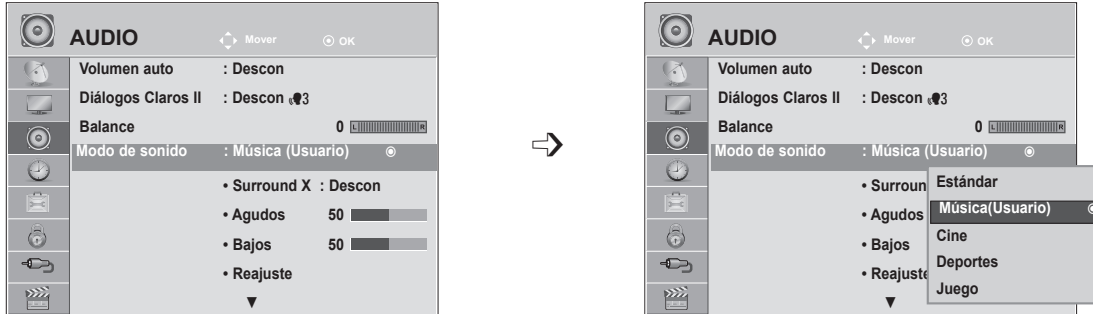 AUDIO Mover OK
Volumen auto : Descon
Diálogos Claros II : Descon 3
Balance 0 L R
Modo de sonido : Música (Usuario)
• Surround X : Descon
• Agudos 50
• Bajos 50
• Reajuste
AUDIO Mover OK
Volumen auto : Descon
Diálogos Claros II : Descon 3
Balance 0 L R
Modo de sonido : Música (Usuario)
• Surroun
• Agudos
• Bajos
• Reajuste
Estándar
Música(Usuario)
Cine
Deportes
Juego